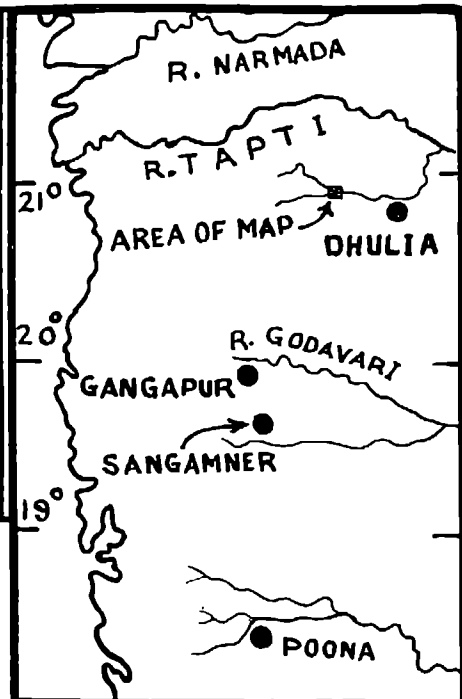 R. NARMADA
R. TAPTI
21°
AREA OF MAP
DHULIA
20°
R. GODAVARI
GANGAPUR
SANGAMNER
19°
POONA